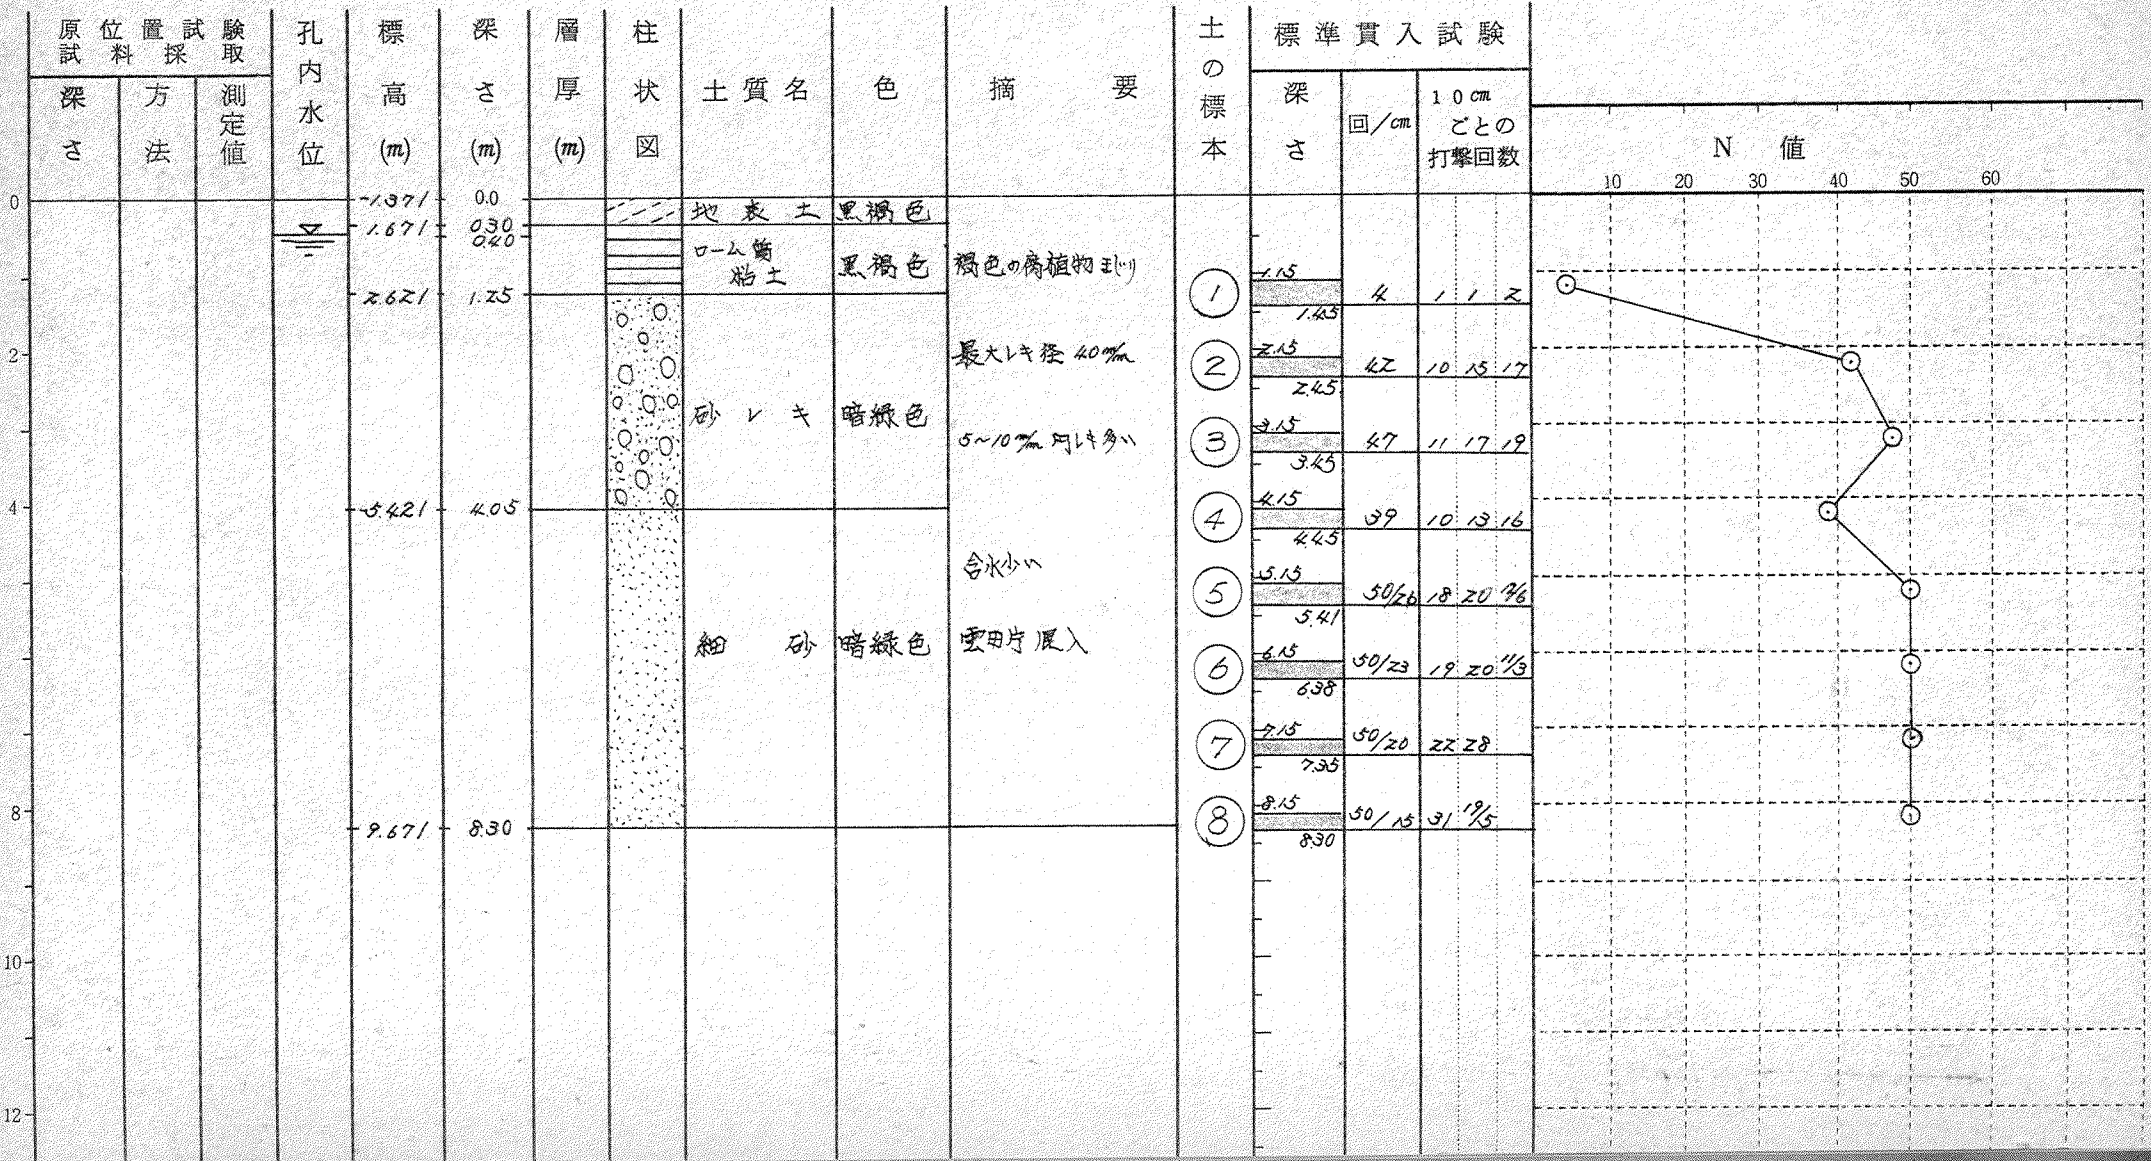 原位置試験
試料採取
深さ
方法
測定値
孔内水位
標高(m)
深さ(m)
層厚(m)
柱状図
土質名
色
摘要
土の標本
標準貫入試験
深さ
回/cm
10cm
ごとの
打撃回数
N 値
10 20 30 40 50 60
0
2
4
8
10
12
-1.371 0.0
地表土 黒褐色
1.671 0.30
0.40
ローム質
粘土 黒褐色 褐色の腐植物まじり
2.621 1.25
1 1.15 1.45 4 1 1 2
最大レキ径 40m/m
2 2.15 2.45 42 10 15 17
砂レキ 暗緑色
5~10m/m 円レキ多い
3 3.15 3.45 47 11 17 19
5.421 4.05
4 4.15 4.45 39 10 13 16
含水少い
5 5.15 5.41 50/26 18 20 12/6
細砂 暗緑色 雲母片混入
6 6.15 6.38 50/23 19 20 11/3
7 7.15 7.35 50/20 22 28
8 8.15 8.30 50/15 31 19/5
9.671 8.30